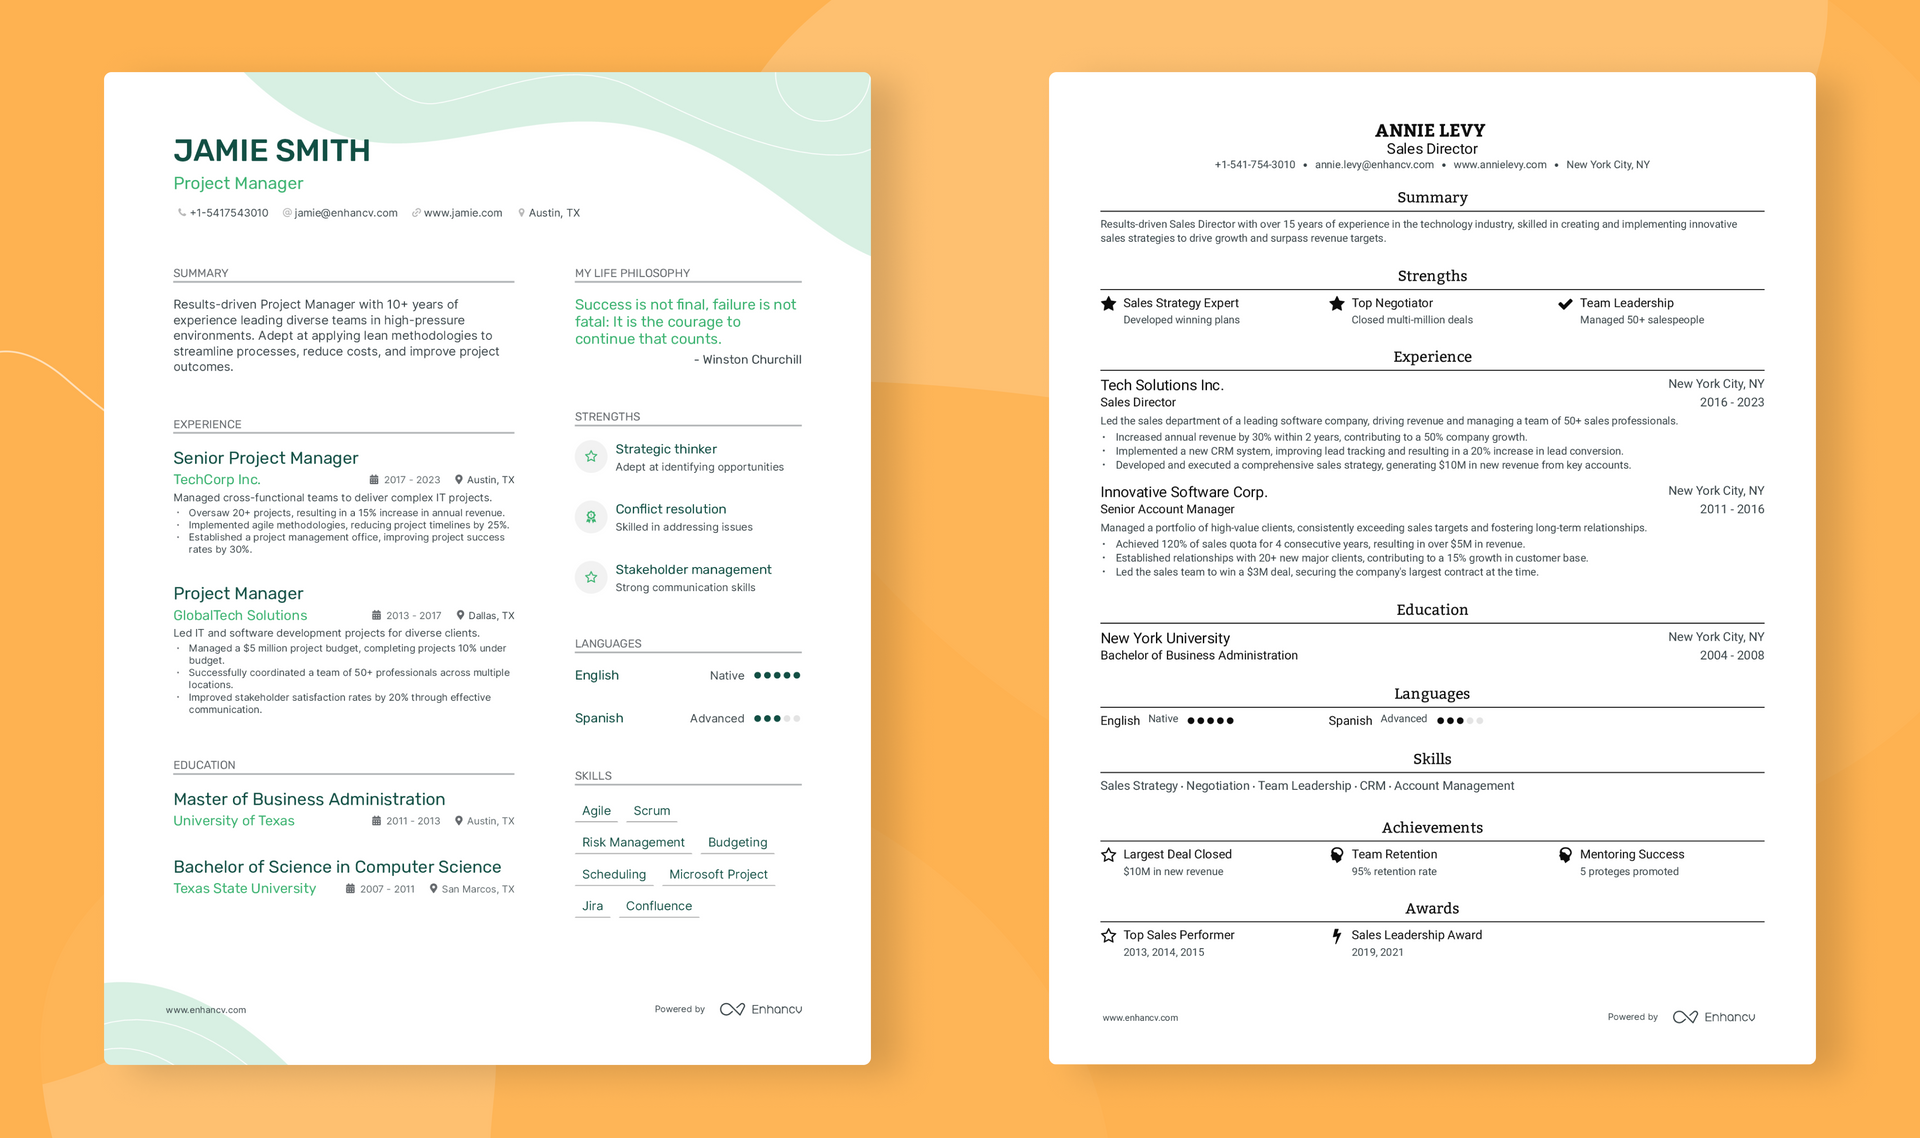 JAMIE SMITH
Project Manager
+1-5417543010 jamie@enhancv.com www.jamie.com Austin, TX
SUMMARY
Results-driven Project Manager with 10+ years of
experience leading diverse teams in high-pressure
environments. Adept at applying lean methodologies to
streamline processes, reduce costs, and improve project
outcomes.
EXPERIENCE
Senior Project Manager
TechCorp Inc. 2017 - 2023 Austin, TX
Managed cross-functional teams to deliver complex IT projects.
· Oversaw 20+ projects, resulting in a 15% increase in annual revenue.
· Implemented agile methodologies, reducing project timelines by 25%.
· Established a project management office, improving project success
rates by 30%.
Project Manager
GlobalTech Solutions 2013 - 2017 Dallas, TX
Led IT and software development projects for diverse clients.
· Managed a $5 million project budget, completing projects 10% under
budget.
· Successfully coordinated a team of 50+ professionals across multiple
locations.
· Improved stakeholder satisfaction rates by 20% through effective
communication.
EDUCATION
Master of Business Administration
University of Texas 2011 - 2013 Austin, TX
Bachelor of Science in Computer Science
Texas State University 2007 - 2011 San Marcos, TX
MY LIFE PHILOSOPHY
Success is not final, failure is not
fatal: It is the courage to
continue that counts.
- Winston Churchill
STRENGTHS
Strategic thinker
Adept at identifying opportunities
Conflict resolution
Skilled in addressing issues
Stakeholder management
Strong communication skills
LANGUAGES
English Native
Spanish Advanced
SKILLS
Agile Scrum
Risk Management Budgeting
Scheduling Microsoft Project
Jira Confluence
www.enhancv.com Powered by Enhancv
ANNIE LEVY
Sales Director
+1-541-754-3010 • annie.levy@enhancv.com • www.annielevy.com • New York City, NY
Summary
Results-driven Sales Director with over 15 years of experience in the technology industry, skilled in creating and implementing innovative
sales strategies to drive growth and surpass revenue targets.
Strengths
Sales Strategy Expert Top Negotiator Team Leadership
Developed winning plans Closed multi-million deals Managed 50+ salespeople
Experience
Tech Solutions Inc. New York City, NY
Sales Director 2016 - 2023
Led the sales department of a leading software company, driving revenue and managing a team of 50+ sales professionals.
· Increased annual revenue by 30% within 2 years, contributing to a 50% company growth.
· Implemented a new CRM system, improving lead tracking and resulting in a 20% increase in lead conversion.
· Developed and executed a comprehensive sales strategy, generating $10M in new revenue from key accounts.
Innovative Software Corp. New York City, NY
Senior Account Manager 2011 - 2016
Managed a portfolio of high-value clients, consistently exceeding sales targets and fostering long-term relationships.
· Achieved 120% of sales quota for 4 consecutive years, resulting in over $5M in revenue.
· Established relationships with 20+ new major clients, contributing to a 15% growth in customer base.
· Led the sales team to win a $3M deal, securing the company's largest contract at the time.
Education
New York University New York City, NY
Bachelor of Business Administration 2004 - 2008
Languages
English Native Spanish Advanced
Skills
Sales Strategy · Negotiation · Team Leadership · CRM · Account Management
Achievements
Largest Deal Closed Team Retention Mentoring Success
$10M in new revenue 95% retention rate 5 proteges promoted
Awards
Top Sales Performer Sales Leadership Award
2013, 2014, 2015 2019, 2021
www.enhancv.com Powered by Enhancv